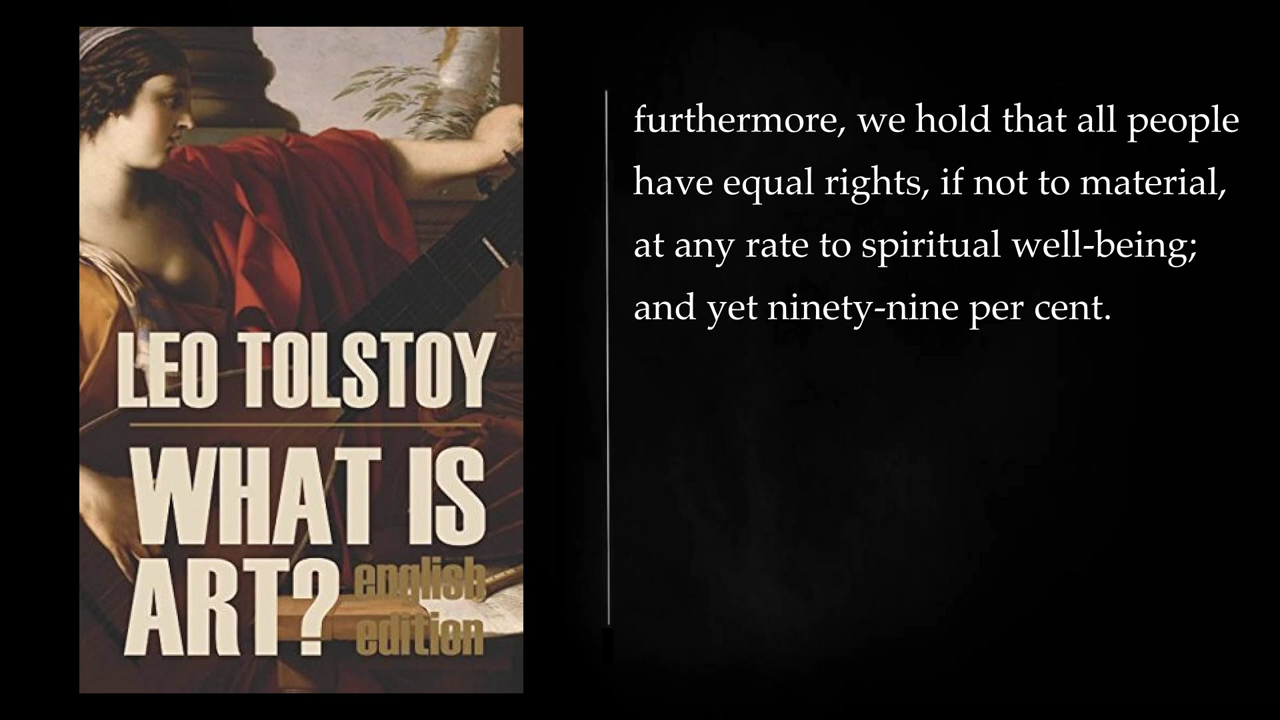 LEO TOLSTOY
WHAT IS
ART?
english
edition
furthermore, we hold that all people
have equal rights, if not to material,
at any rate to spiritual well-being;
and yet ninety-nine per cent.